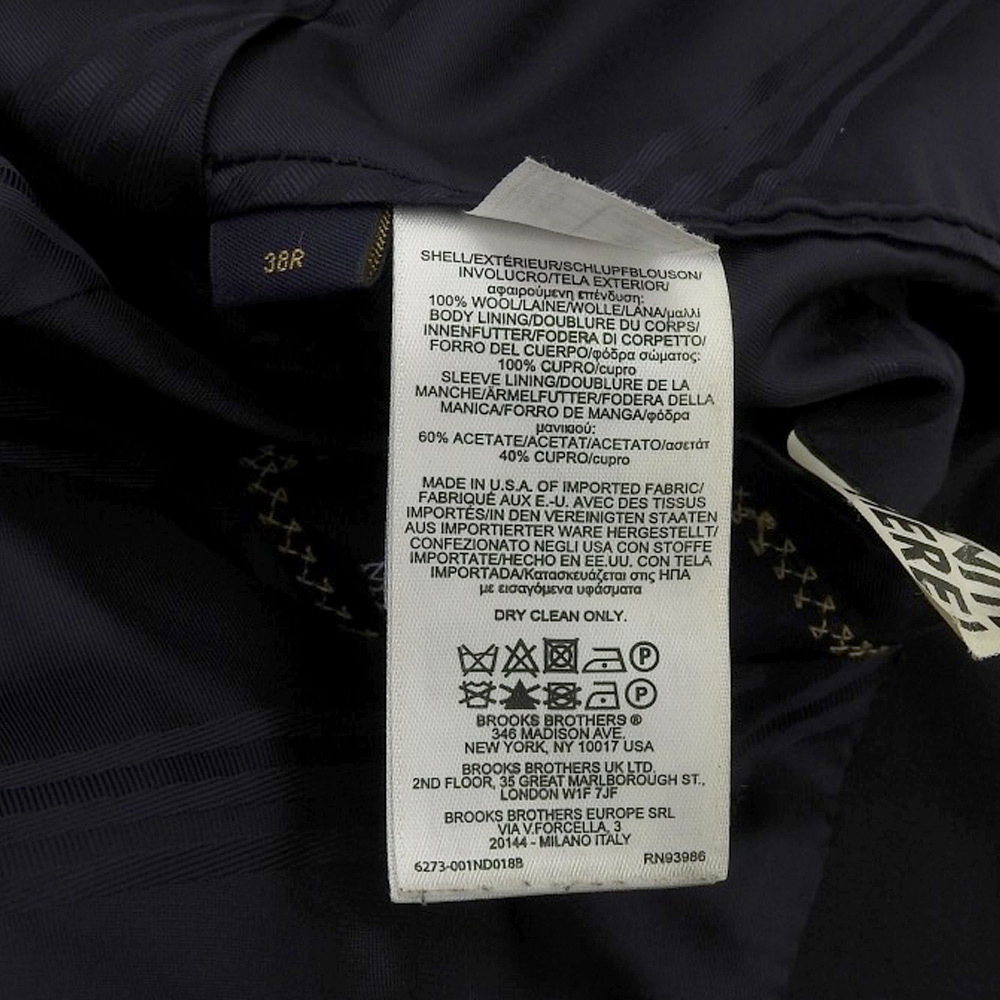 38R
SHELL/EXTÉRIEUR/SCHLUPFBLOUSON/
INVOLUCRO/TELA EXTERIOR/
αφαιρούμενη επένδυση:
100% WOOL/LAINE/WOLLE/LANA/μαλλί
BODY LINING/DOUBLURE DU CORPS/
INNENFUTTER/FODERA DI CORPETTO/
FORRO DEL CUERPO/φόδρα σώματος:
100% CUPRO/cupro
SLEEVE LINING/DOUBLURE DE LA
MANCHE/ÄRMELFUTTER/FODERA DELLA
MANICA/FORRO DE MANGA/φόδρα
μανικιού:
60% ACETATE/ACETAT/ACETATO/ασετάτ
40% CUPRO/cupro
MADE IN U.S.A. OF IMPORTED FABRIC/
FABRIQUÉ AUX E.-U. AVEC DES TISSUS
IMPORTÉS/IN DEN VEREINIGTEN STAATEN
AUS IMPORTIERTER WARE HERGESTELLT/
CONFEZIONATO NEGLI USA CON STOFFE
IMPORTATE/HECHO EN EE.UU. CON TELA
IMPORTADA/Κατασκευάζεται στις ΗΠΑ
με εισαγόμενα υφάσματα
DRY CLEAN ONLY.
P
P
BROOKS BROTHERS ®
346 MADISON AVE.
NEW YORK, NY 10017 USA
BROOKS BROTHERS UK LTD.
2ND FLOOR, 35 GREAT MARLBOROUGH ST.,
LONDON W1F 7JF
BROOKS BROTHERS EUROPE SRL
VIA V.FORCELLA, 3
20144 - MILANO ITALY
6273-001ND018B RN93986